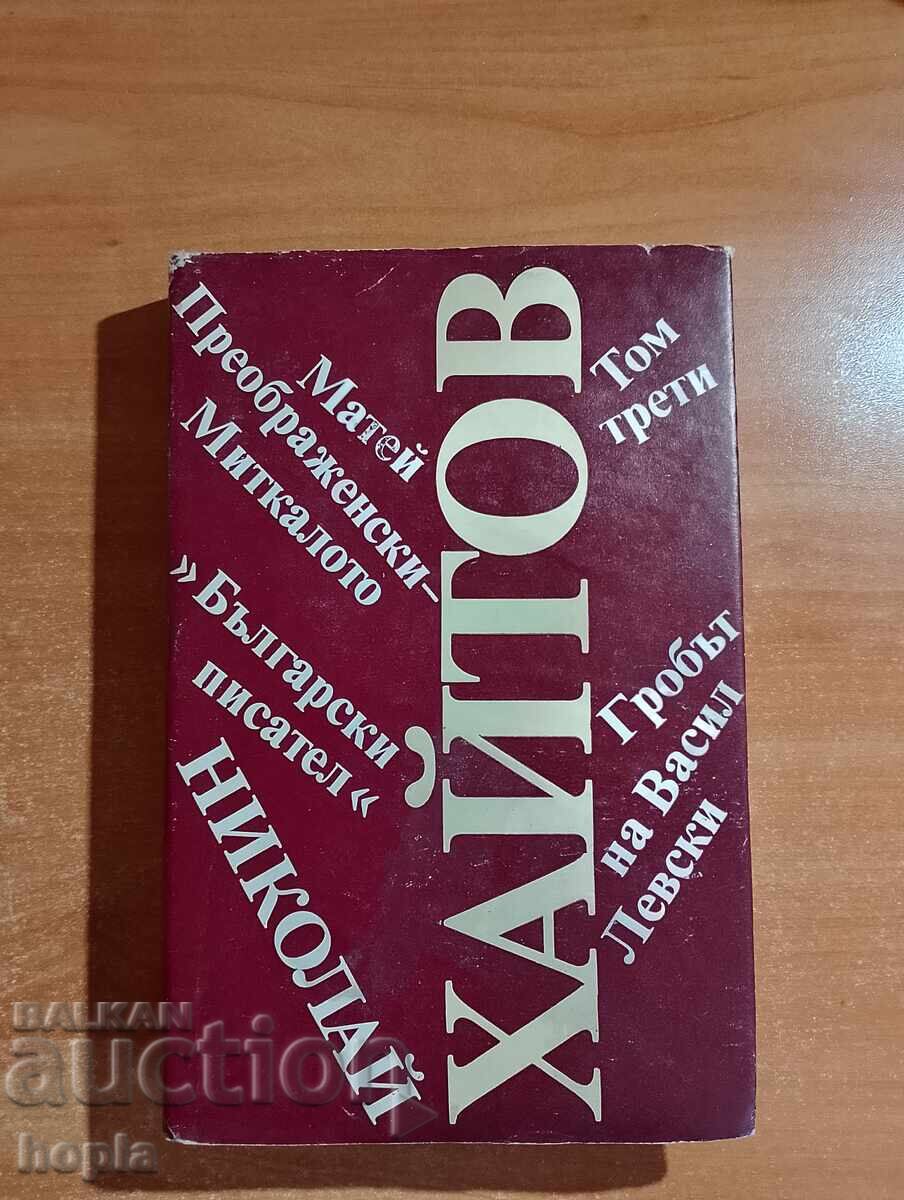 Матей
Преображенски–
Миткалото
»Български
писател«
НИКОЛАЙ
ХАЙТОВ
Том
трети
Гробът
на Васил
Левски
BALKAN
auction
hopla